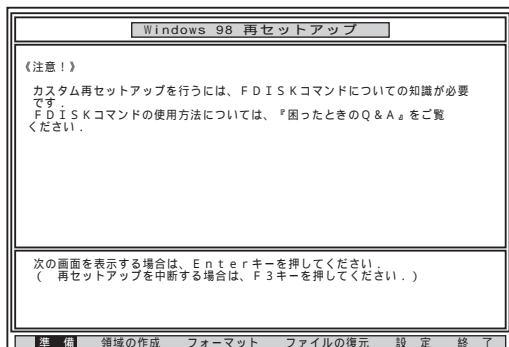 Windows 98 再セットアップ
《注意！》
カスタム再セットアップを行うには、ＦＤＩＳＫコマンドについての知識が必要
です．
ＦＤＩＳＫコマンドの使用方法については、『困ったときのＱ＆Ａ』をご覧
ください．
次の画面を表示する場合は、Ｅｎｔｅｒキーを押してください．
（　再セットアップを中断する場合は、Ｆ３キーを押してください．）
準　備　領域の作成　フォーマット　ファイルの復元　設　定　終　了